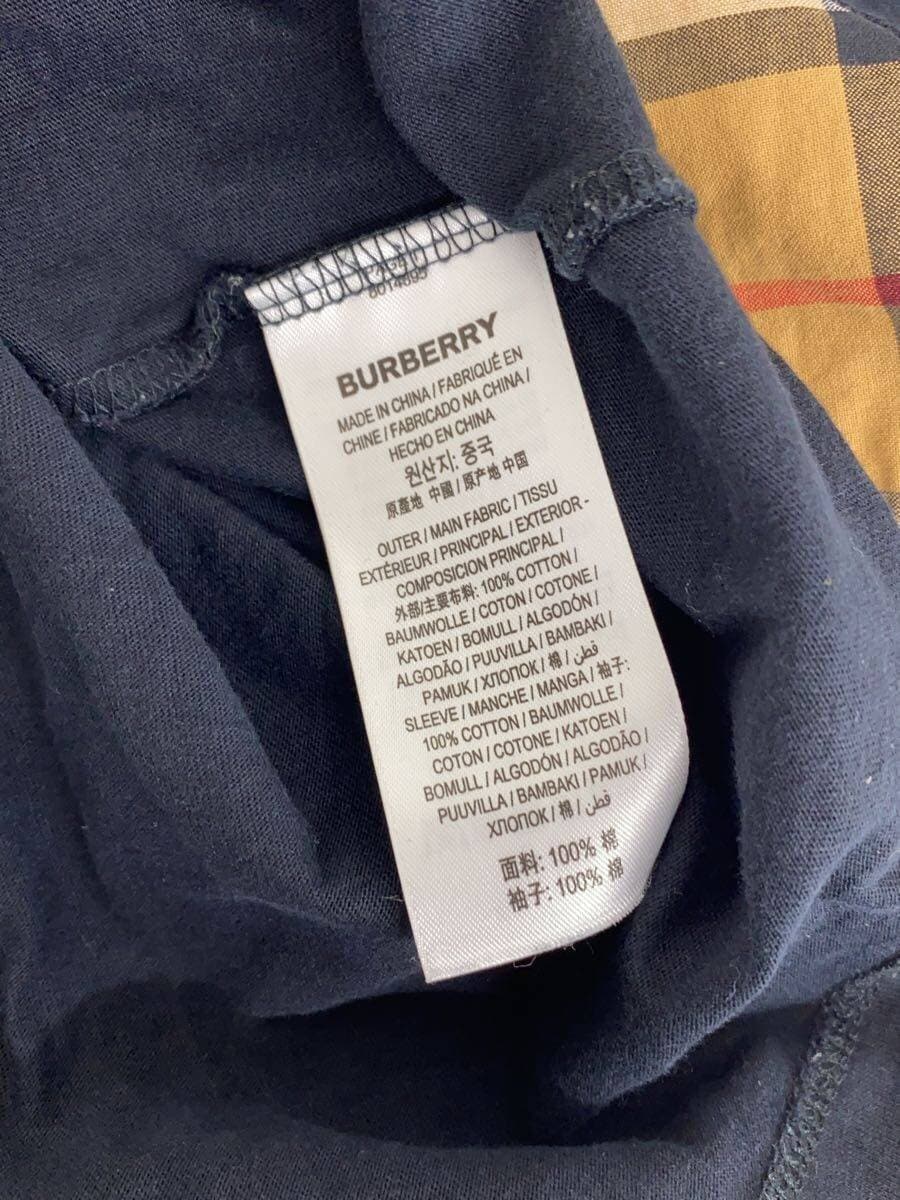 8014695
BURBERRY
MADE IN CHINA / FABRIQUÉ EN
CHINE / FABRICADO NA CHINA /
HECHO EN CHINA
원산지: 중국
原產地 中國 / 原产地 中国
OUTER / MAIN FABRIC / TISSU
EXTÉRIEUR / PRINCIPAL / EXTERIOR -
COMPOSICION PRINCIPAL /
外部/主要布料: 100% COTTON /
BAUMWOLLE / COTON / COTONE /
KATOEN / BOMULL / ALGODÓN /
ALGODÃO / PUUVILLA / BAMBAKI /
PAMUK / ХЛОПОК / 棉 / قطن /
SLEEVE / MANCHE / MANGA / 袖子:
100% COTTON / BAUMWOLLE /
COTON / COTONE / KATOEN /
BOMULL / ALGODÓN / ALGODÃO /
PUUVILLA / BAMBAKI / PAMUK /
ХЛОПОК / 棉 / قطن /
面料: 100% 棉
袖子: 100% 棉